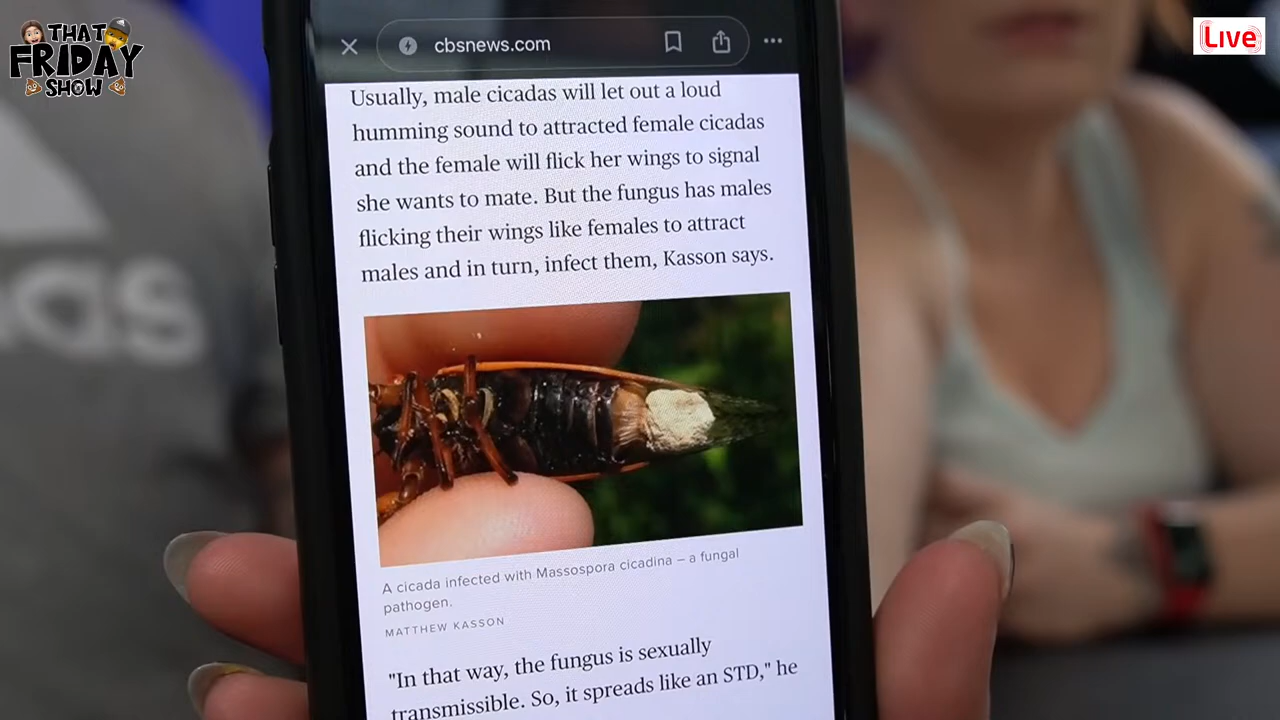 THAT
FRIDAY
SHOW
LIVE
cbsnews.com
Usually, male cicadas will let out a loud
humming sound to attracted female cicadas
and the female will flick her wings to signal
she wants to mate. But the fungus has males
flicking their wings like females to attract
males and in turn, infect them, Kasson says.
A cicada infected with Massospora cicadina – a fungal
pathogen.
MATTHEW KASSON
"In that way, the fungus is sexually
transmissible. So, it spreads like an STD," he